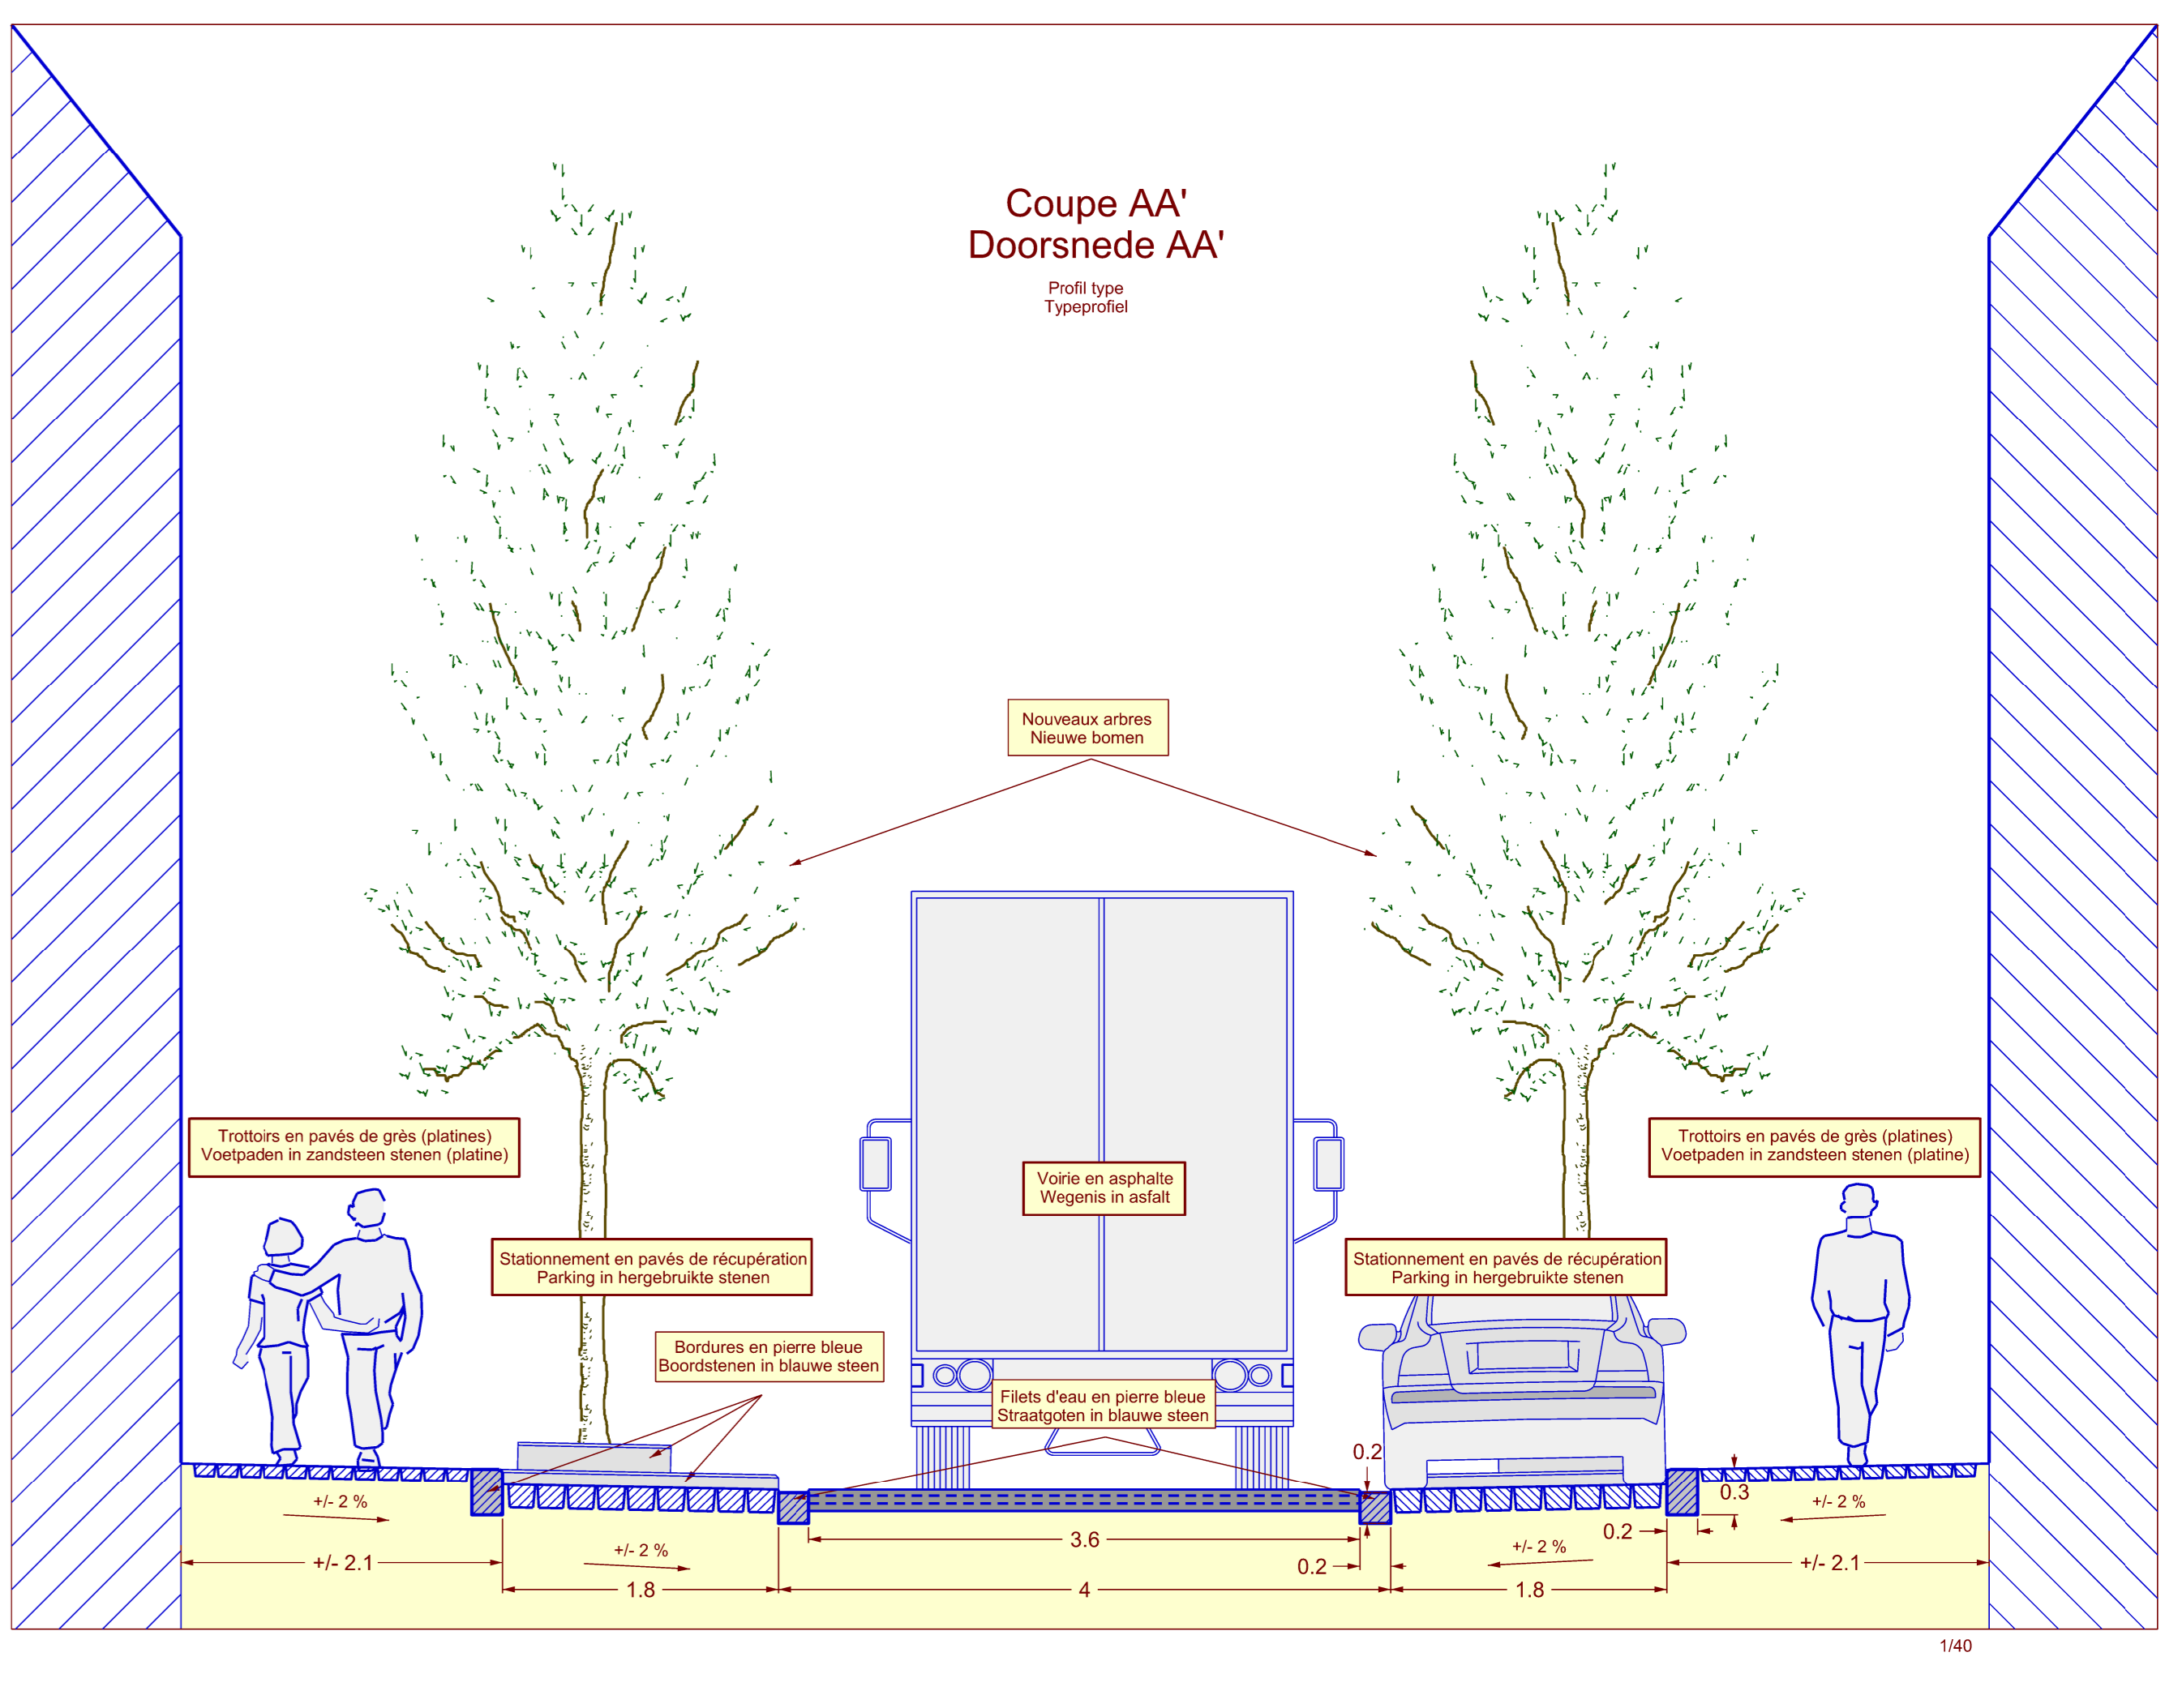 Coupe AA'
Doorsnede AA'
Profil type
Typeprofiel
Nouveaux arbres
Nieuwe bomen
Trottoirs en pavés de grès (platines)
Voetpaden in zandsteen stenen (platine)
Trottoirs en pavés de grès (platines)
Voetpaden in zandsteen stenen (platine)
Voirie en asphalte
Wegenis in asfalt
Stationnement en pavés de récupération
Parking in hergebruikte stenen
Stationnement en pavés de récupération
Parking in hergebruikte stenen
Bordures en pierre bleue
Boordstenen in blauwe steen
Filets d'eau en pierre bleue
Straatgoten in blauwe steen
0.2
0.3
+/- 2 %
+/- 2 %
0.2
3.6
+/- 2 %
+/- 2 %
+/- 2.1
0.2
+/- 2.1
1.8
4
1.8
1/40